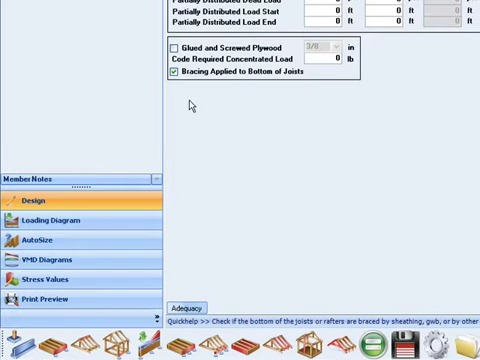 Partially Distributed Dead Load
Partially Distributed Load Start 0 ft 0 ft 0 ft
Partially Distributed Load End 0 ft 0 ft 0 ft
Glued and Screwed Plywood 3/8 in
Code Required Concentrated Load 0 lb
Bracing Applied to Bottom of Joists
Member Notes
Design
Loading Diagram
AutoSize
VMD Diagrams
Stress Values
Print Preview
Adequacy
Quickhelp >> Check if the bottom of the joists or rafters are braced by sheathing, gwb, or by other